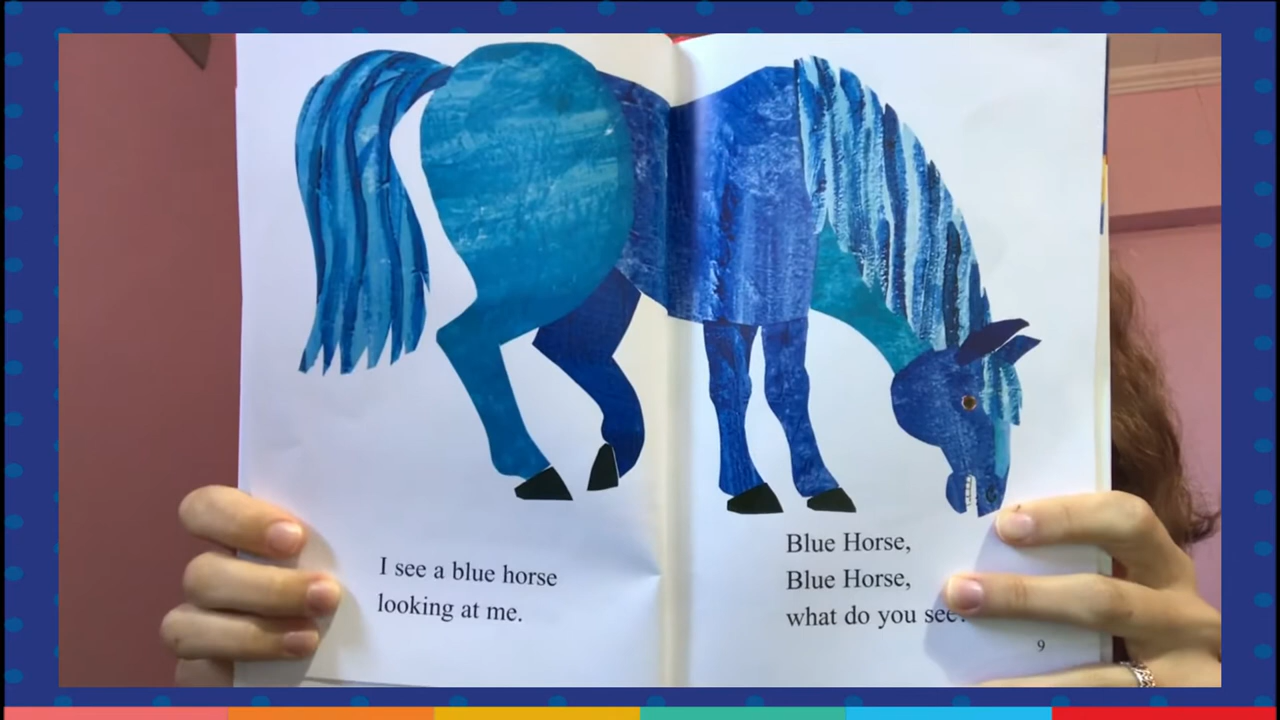 I see a blue horse
looking at me.
Blue Horse,
Blue Horse,
what do you see?
9